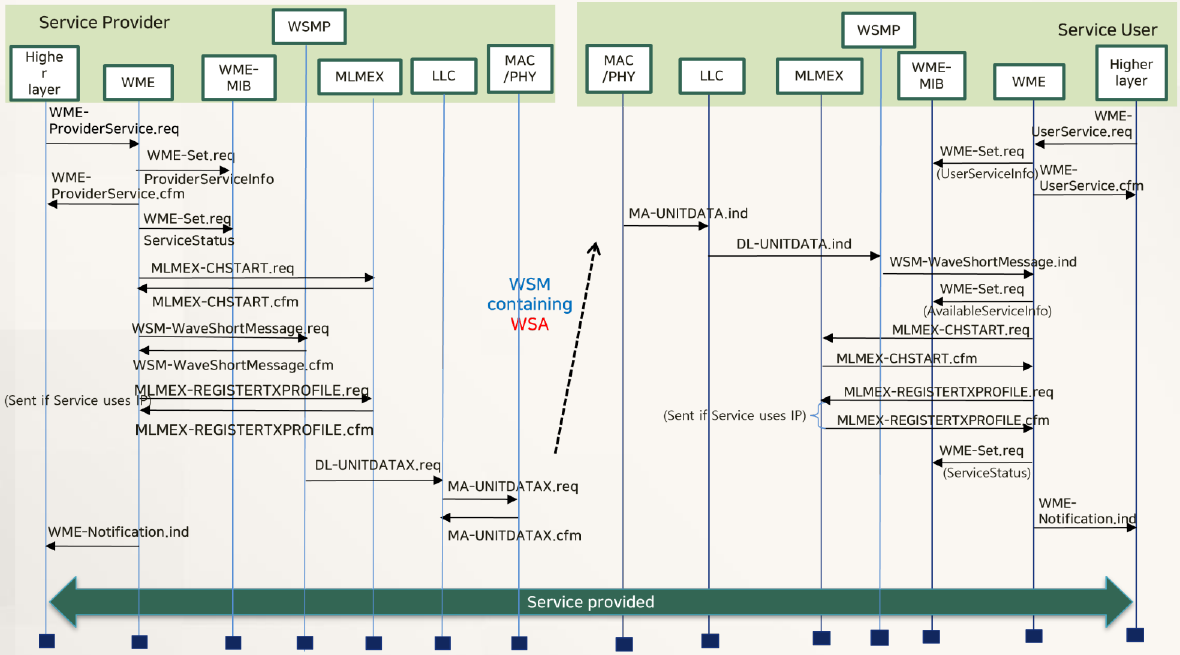 Service Provider
WSMP
Highe
r
layer
WME
WME-
MIB
MLMEX
LLC
MAC
/PHY
WME-
ProviderService.req
WME-Set.req
ProviderServiceInfo
WME-
ProviderService.cfm
WME-Set.req
ServiceStatus
MLMEX-CHSTART.req
MLMEX-CHSTART.cfm
WSM-WaveShortMessage.req
WSM-WaveShortMessage.cfm
MLMEX-REGISTERTXPROFILE.req
(Sent if Service uses IP)
MLMEX-REGISTERTXPROFILE.cfm
DL-UNITDATAX.req
MA-UNITDATAX.req
MA-UNITDATAX.cfm
WME-Notification.ind
WSM
containing
WSA
Service User
MAC
/PHY
LLC
MLMEX
WSMP
WME-
MIB
WME
Higher
layer
WME-
UserService.req
WME-Set.req
(UserServiceInfo)
WME-
UserService.cfm
MA-UNITDATA.ind
DL-UNITDATA.ind
WSM-WaveShortMessage.ind
WME-Set.req
(AvailableServiceInfo)
MLMEX-CHSTART.req
MLMEX-CHSTART.cfm
MLMEX-REGISTERTXPROFILE.req
(Sent if Service uses IP)
MLMEX-REGISTERTXPROFILE.cfm
WME-Set.req
(ServiceStatus)
WME-
Notification.ind
Service provided